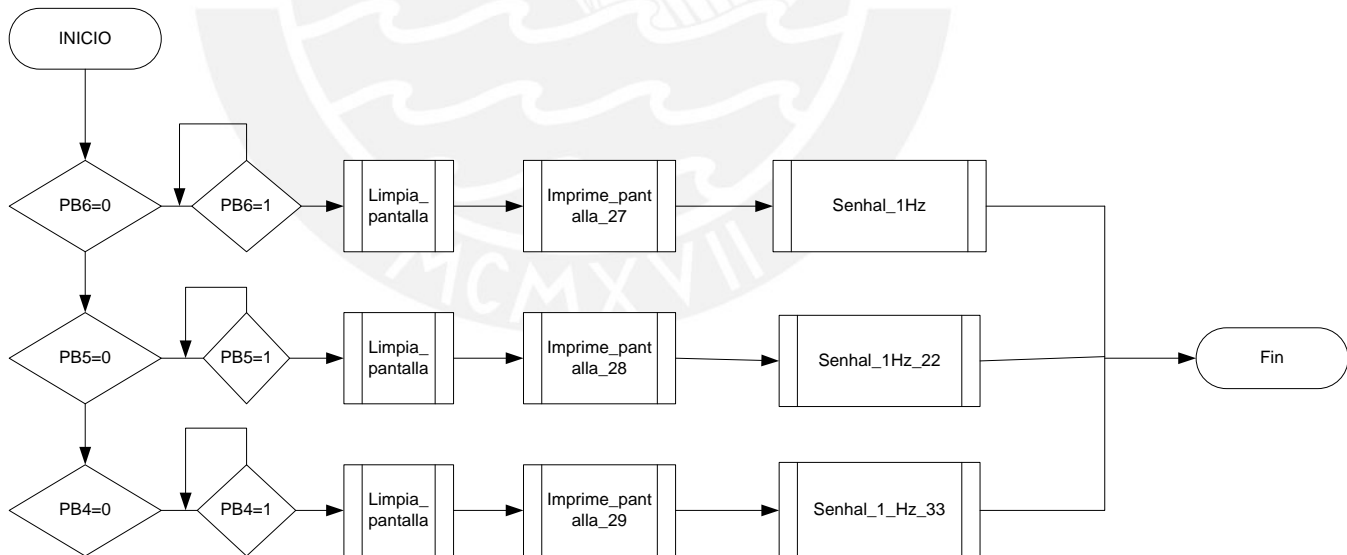 INICIO
PB6=0
PB6=1
Limpia_
pantalla
Imprime_pant
alla_27
Senhal_1Hz
MCMXVII
PB5=0
PB5=1
Limpia_
pantalla
Imprime_pant
alla_28
Senhal_1Hz_22
Fin
PB4=0
PB4=1
Limpia_
pantalla
Imprime_pant
alla_29
Senhal_1_Hz_33